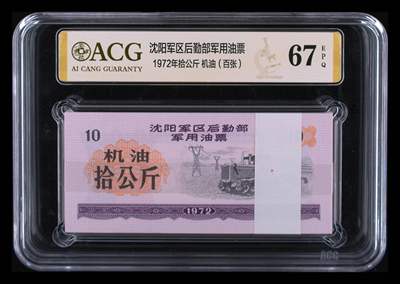 ACG
AI CANG GUARANTY
沈阳军区后勤部军用油票
1972年拾公斤 机油（百张）
67 EPQ
10
沈阳军区后勤部
军用油票
机油
拾公斤
1972
ACG